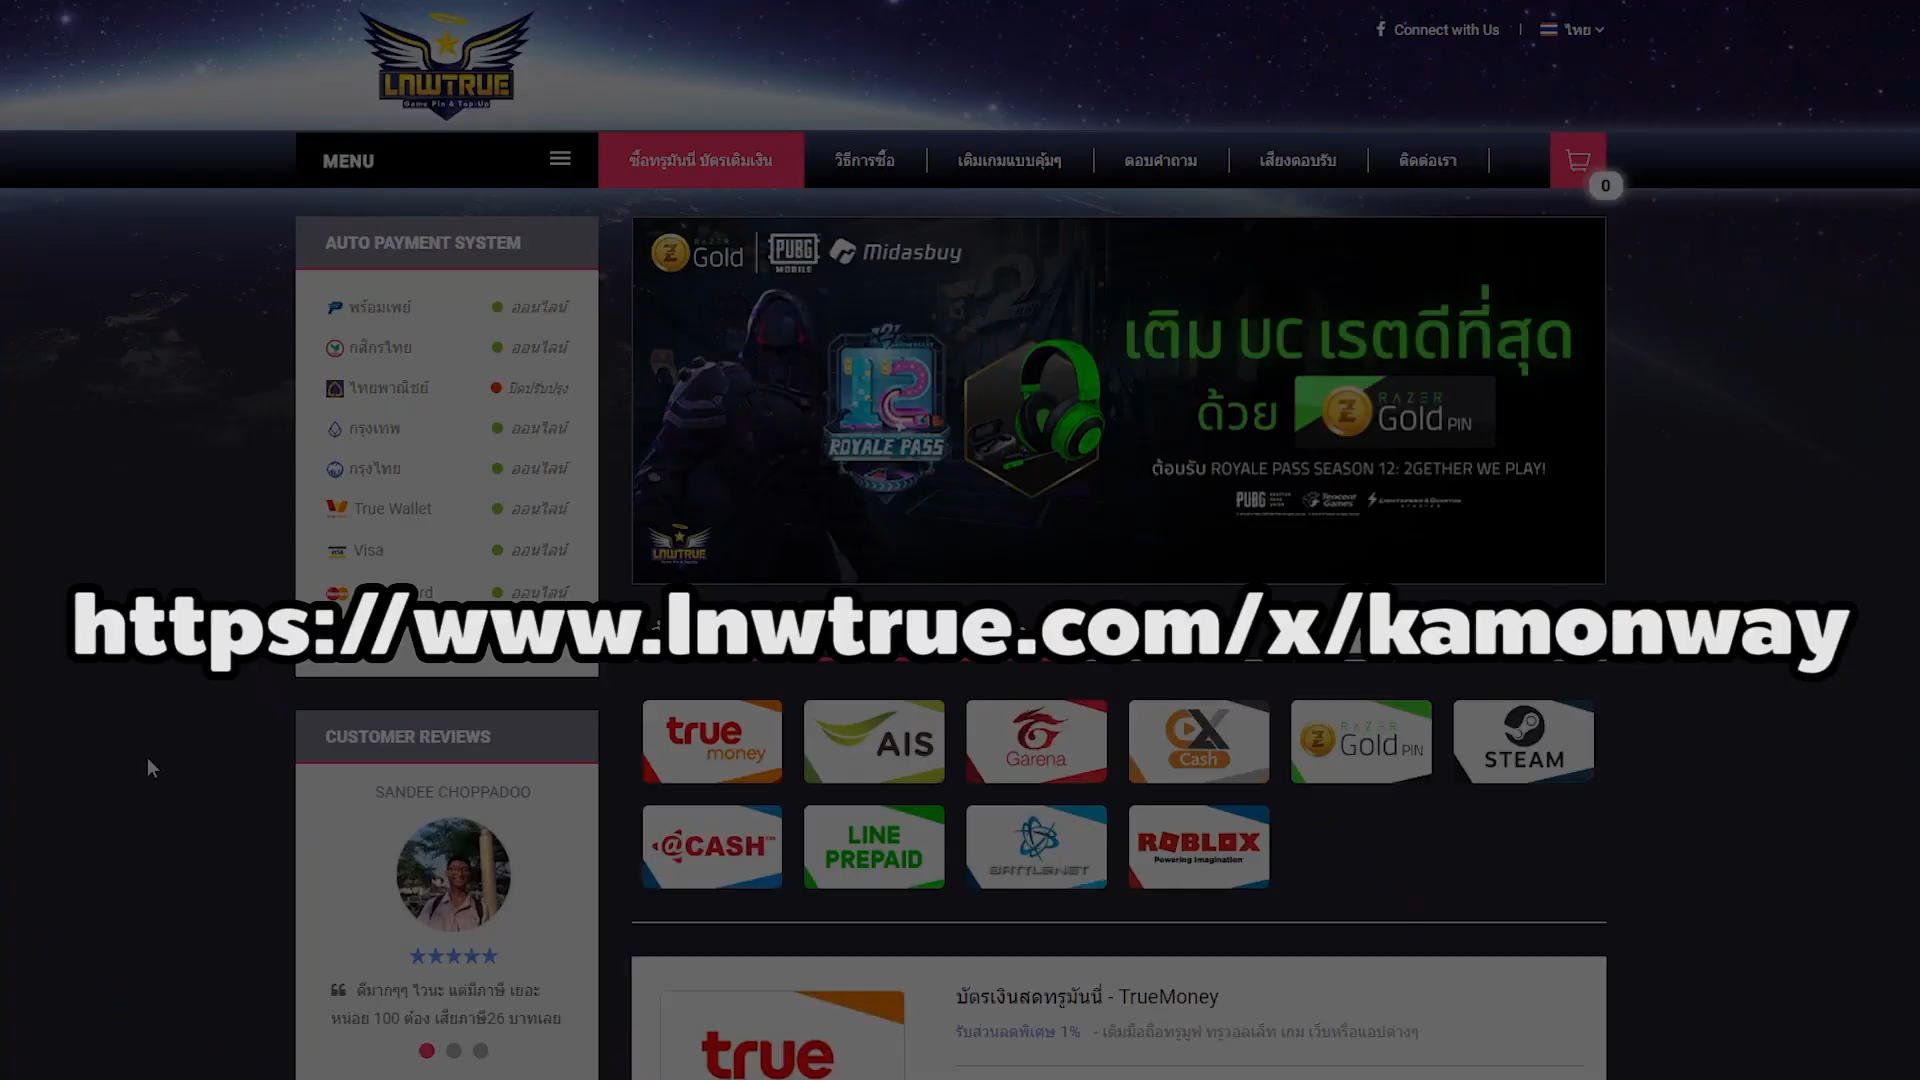 LNWTRUE
Game Pin & Top-Up
Connect with Us
ไทย
MENU
ซื้อทรูมันนี่ บัตรเติมเงิน
วิธีการซื้อ
เติมเกมแบบคุ้มๆ
ตอบคำถาม
เสียงตอบรับ
ติดต่อเรา
0
AUTO PAYMENT SYSTEM
พร้อมเพย์ ออนไลน์
กสิกรไทย ออนไลน์
ไทยพาณิชย์ ปิดปรับปรุง
กรุงเทพ ออนไลน์
กรุงไทย ออนไลน์
True Wallet ออนไลน์
Visa ออนไลน์
ออนไลน์
RAZER Gold
PUBG MOBILE
Midasbuy
เติม UC เรตดีที่สุด
ด้วย RAZER Gold PIN
12
ROYALE PASS
ต้อนรับ ROYALE PASS SEASON 12: 2GETHER WE PLAY!
PUBG
Tencent Games
LNWTRUE
https://www.lnwtrue.com/x/kamonway
true money
AIS
Garena
Cash
RAZER Gold PIN
STEAM
@CASH
LINE PREPAID
BATTLE.NET
ROBLOX
Powering Imagination
CUSTOMER REVIEWS
SANDEE CHOPPADOO
ดีมากๆๆ ไวนะ แต่มีภาษี เยอะ
หน่อย 100 ต้อง เสียภาษี26 บาทเลย
true
บัตรเงินสดทรูมันนี่ - TrueMoney
รับส่วนลดพิเศษ 1% - เติมมือถือทรูมูฟ ทรูวอลเล็ท เกม เว็บหรือแอปต่างๆ